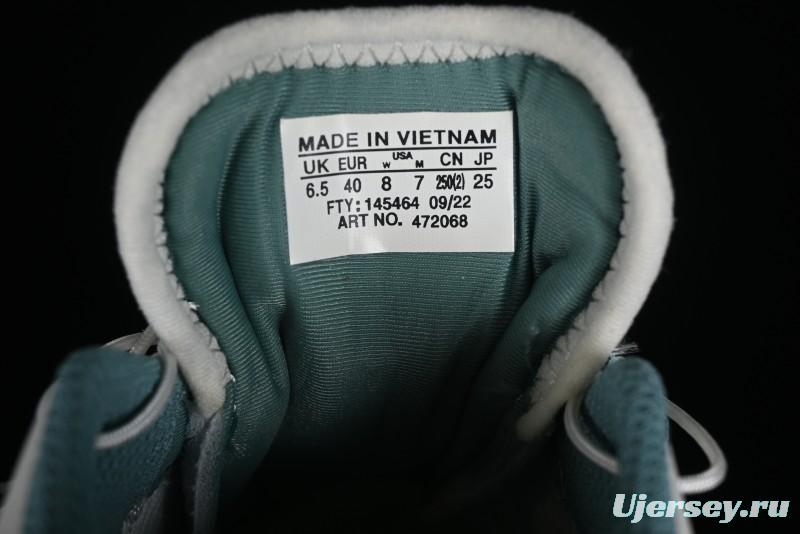 MADE IN VIETNAM
UK EUR W USA M CN JP
6.5 40 8 7 250(2) 25
FTY: 145464 09/22
ART NO. 472068
Ujersey.ru